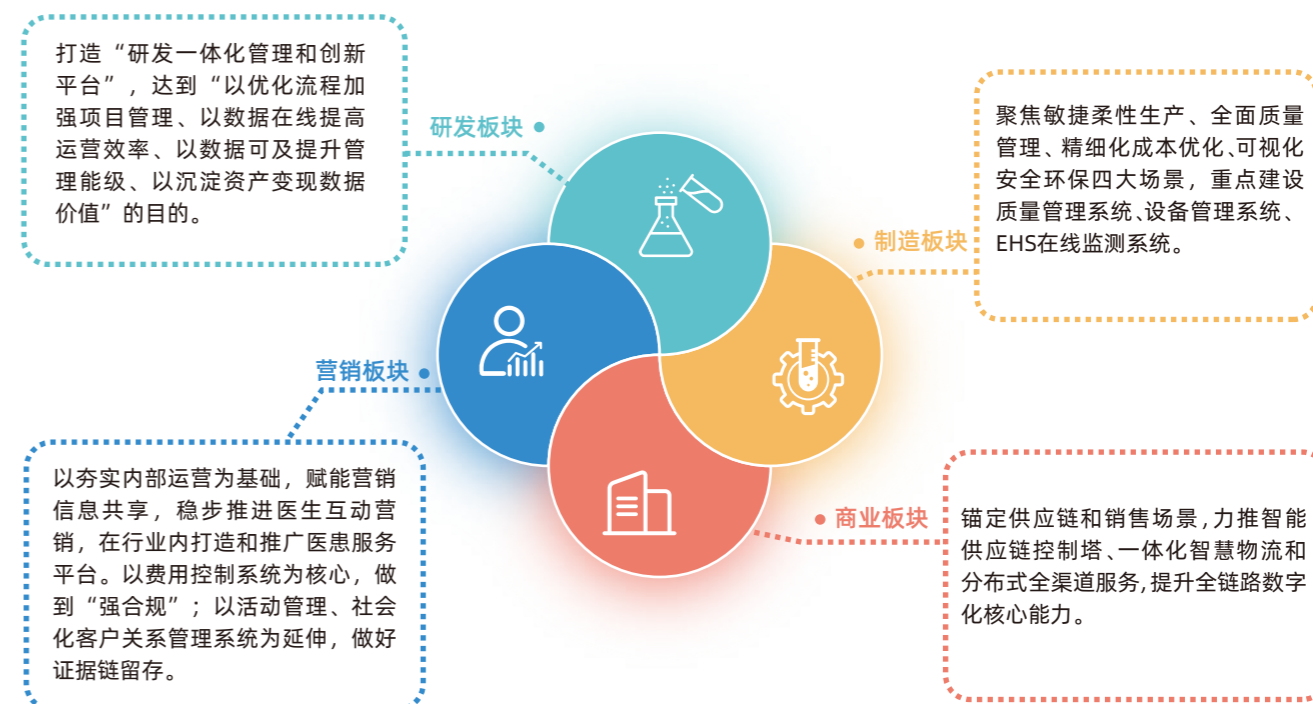 打造“研发一体化管理和创新
平台”，达到“以优化流程加
强项目管理、以数据在线提高
运营效率、以数据可及提升管
理能级、以沉淀资产变现数据
价值”的目的。
研发板块
制造板块
聚焦敏捷柔性生产、全面质量
管理、精细化成本优化、可视化
安全环保四大场景，重点建设
质量管理系统、设备管理系统、
EHS在线监测系统。
营销板块
以夯实内部运营为基础，赋能营销
信息共享，稳步推进医生互动营
销，在行业内打造和推广医患服务
平台。以费用控制系统为核心，做
到“强合规”；以活动管理、社会
化客户关系管理系统为延伸，做好
证据链留存。
商业板块
锚定供应链和销售场景，力推智能
供应链控制塔、一体化智慧物流和
分布式全渠道服务，提升全链路数字
化核心能力。